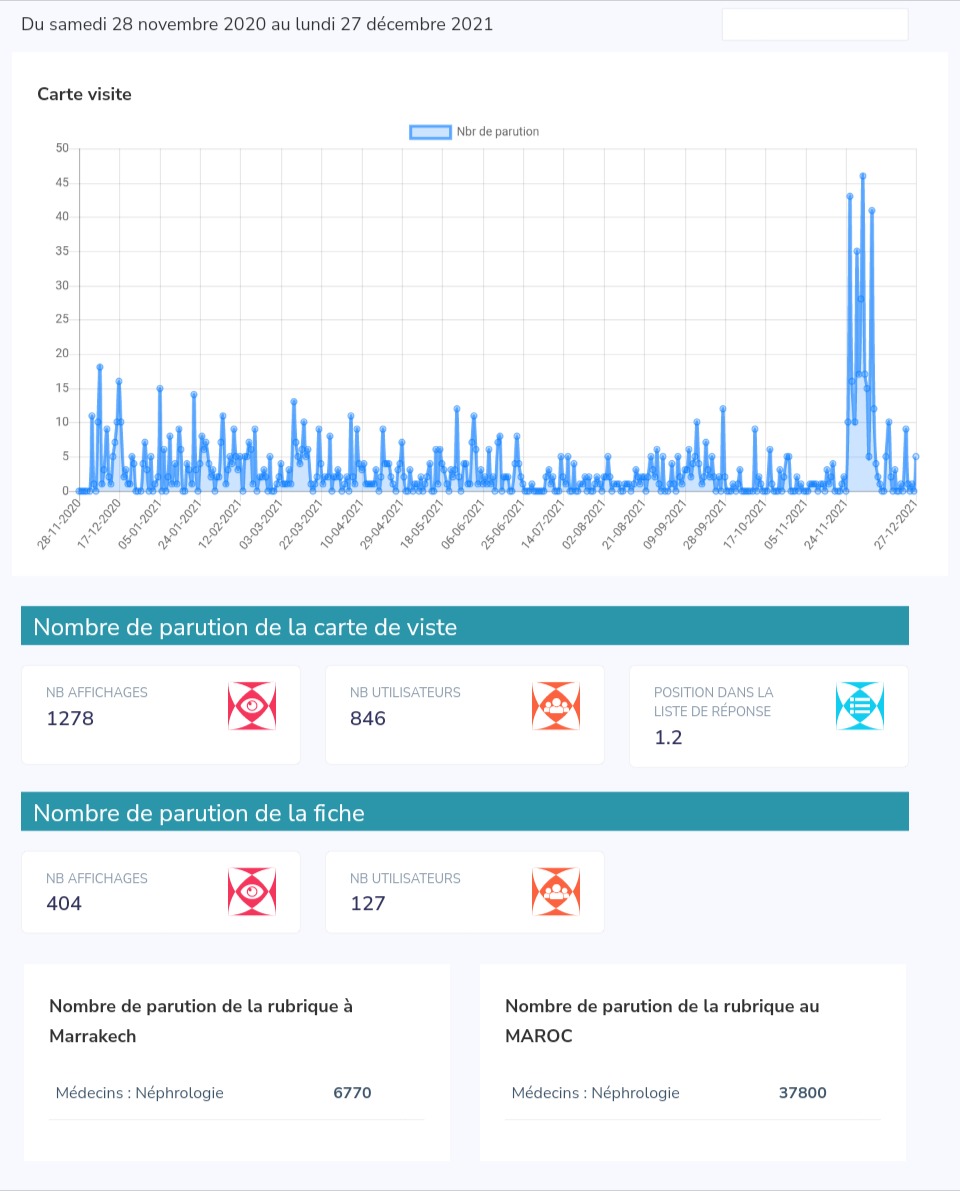 Du samedi 28 novembre 2020 au lundi 27 décembre 2021
Carte visite
Nbr de parution
50
45
40
35
30
25
20
15
10
5
0
28-11-2020
17-12-2020
05-01-2021
24-01-2021
12-02-2021
03-03-2021
22-03-2021
10-04-2021
29-04-2021
18-05-2021
06-06-2021
25-06-2021
14-07-2021
02-08-2021
21-08-2021
09-09-2021
28-09-2021
17-10-2021
05-11-2021
24-11-2021
27-12-2021
Nombre de parution de la carte de viste
NB AFFICHAGES
1278
NB UTILISATEURS
846
POSITION DANS LA
LISTE DE RÉPONSE
1.2
Nombre de parution de la fiche
NB AFFICHAGES
404
NB UTILISATEURS
127
Nombre de parution de la rubrique à
Marrakech
Médecins : Néphrologie 6770
Nombre de parution de la rubrique au
MAROC
Médecins : Néphrologie 37800